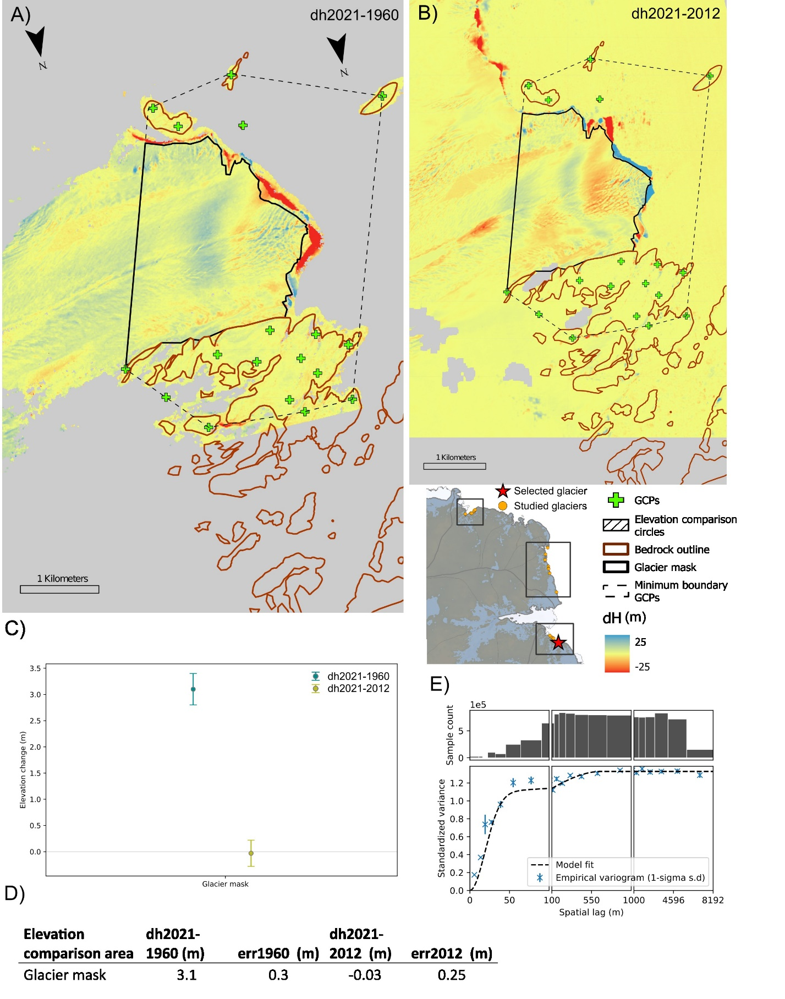 A)
dh2021-1960
N
N
1 Kilometers
B)
dh2021-2012
1 Kilometers
Selected glacier
Studied glaciers
GCPs
Elevation comparison
circles
Bedrock outline
Glacier mask
Minimum boundary
GCPs
dH (m)
25
-25
C)
Elevation change (m)
3.5
3.0
2.5
2.0
1.5
1.0
0.5
0.0
dh2021-1960
dh2021-2012
Glacier mask
D)
Elevation comparison area dh2021-1960 (m) err1960 (m) dh2021-2012 (m) err2012 (m)
Glacier mask 3.1 0.3 -0.03 0.25
E)
1e5
Sample count
5
0
Standardized variance
1.2
1.0
0.8
0.6
0.4
0.2
0.0
Model fit
Empirical variogram (1-sigma s.d)
0 50 100 550 1000 4596 8192
Spatial lag (m)